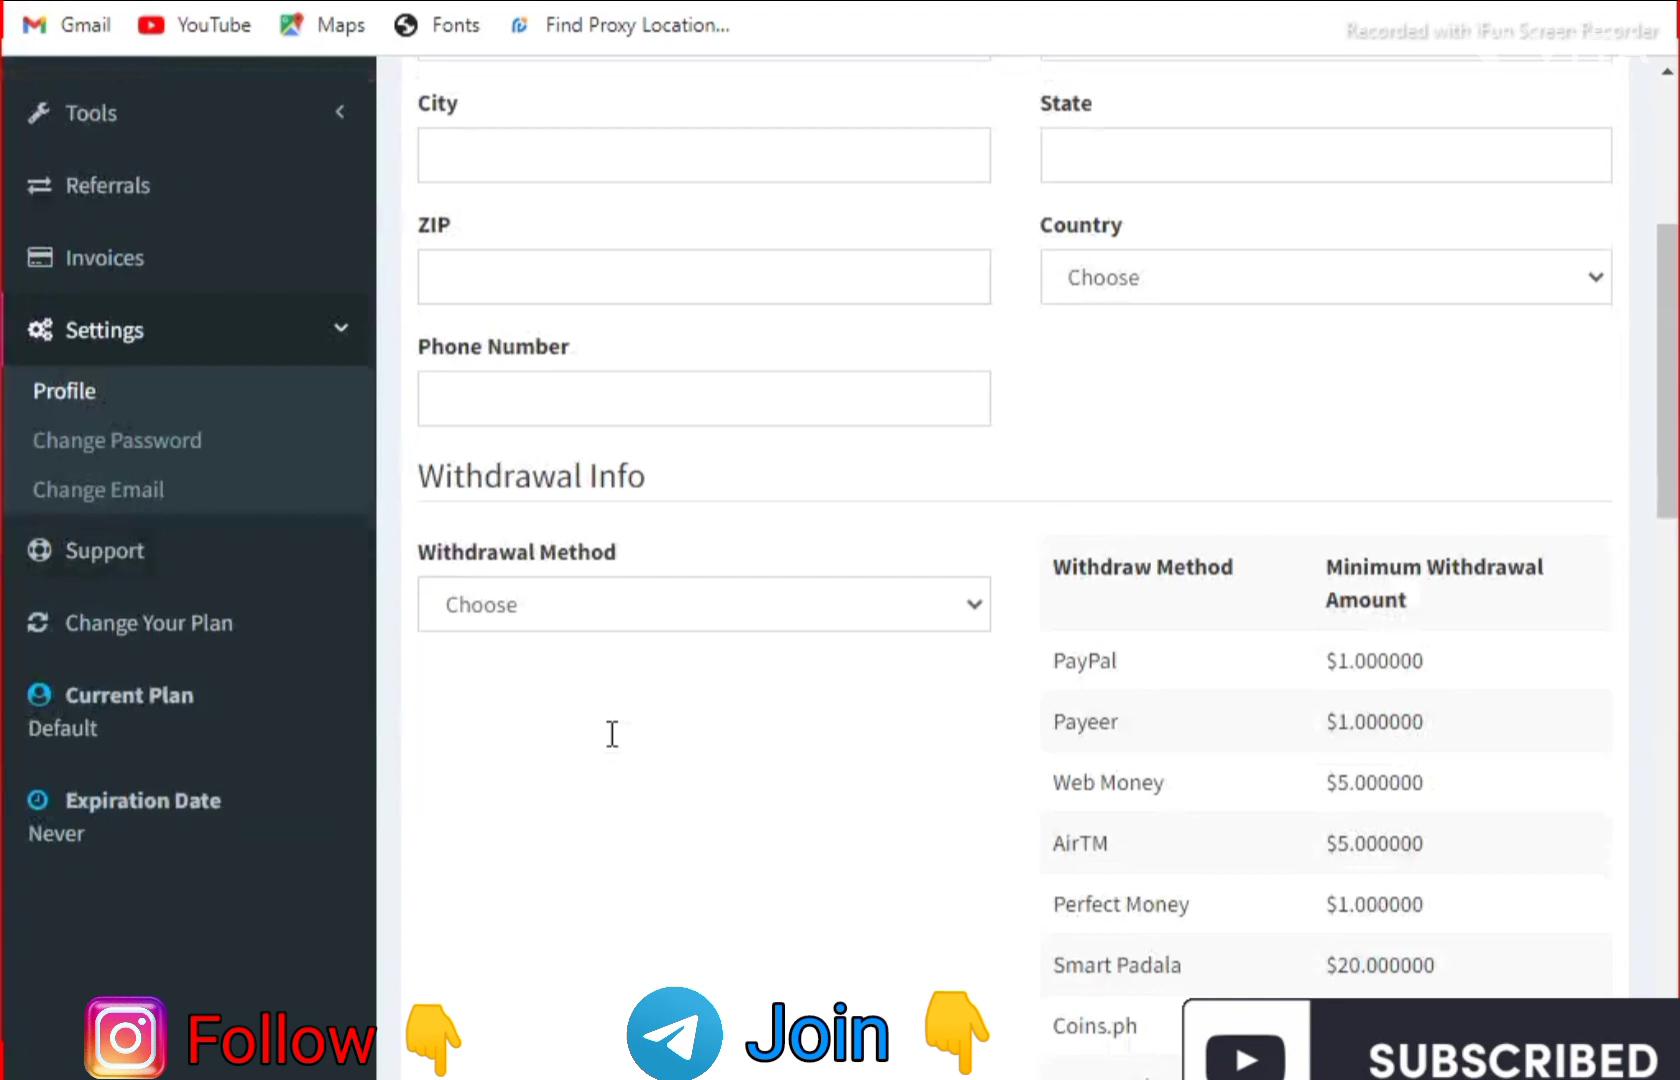 Gmail
YouTube
Maps
Fonts
Find Proxy Location...
Recorded with iFun Screen Recorder
Tools
Referrals
Invoices
Settings
Profile
Change Password
Change Email
Support
Change Your Plan
Current Plan
Default
Expiration Date
Never
City
State
ZIP
Country
Choose
Phone Number
Withdrawal Info
Withdrawal Method
Choose
Withdraw Method Minimum Withdrawal
Amount
PayPal $1.000000
Payeer $1.000000
Web Money $5.000000
AirTM $5.000000
Perfect Money $1.000000
Smart Padala $20.000000
Coins.ph
Follow
Join
SUBSCRIBED